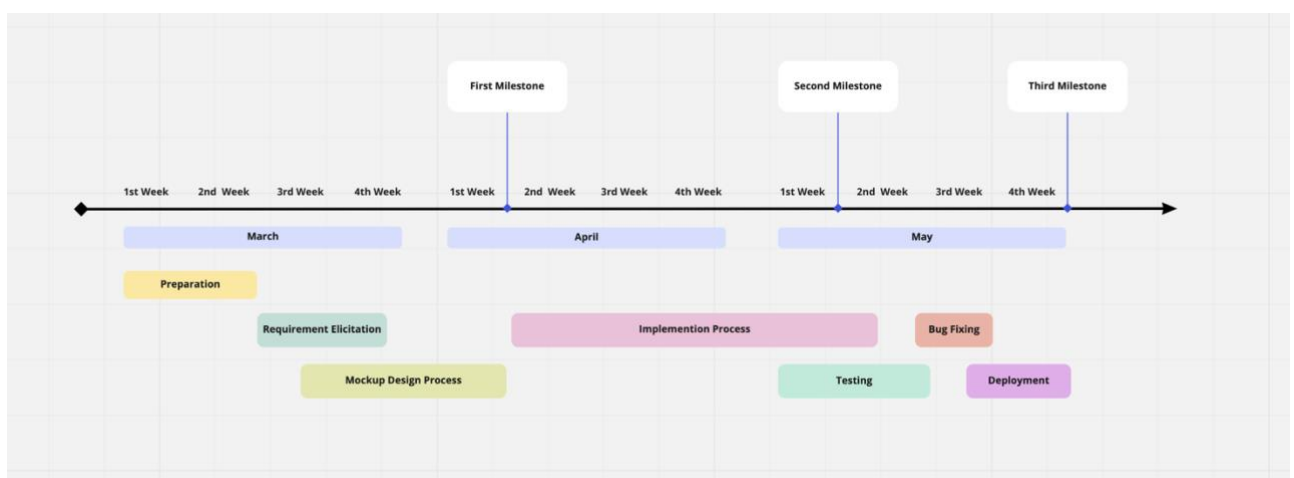 First Milestone
Second Milestone
Third Milestone
1st Week
2nd Week
3rd Week
4th Week
1st Week
2nd Week
3rd Week
4th Week
1st Week
2nd Week
3rd Week
4th Week
March
April
May
Preparation
Requirement Elicitation
Implemention Process
Bug Fixing
Mockup Design Process
Testing
Deployment